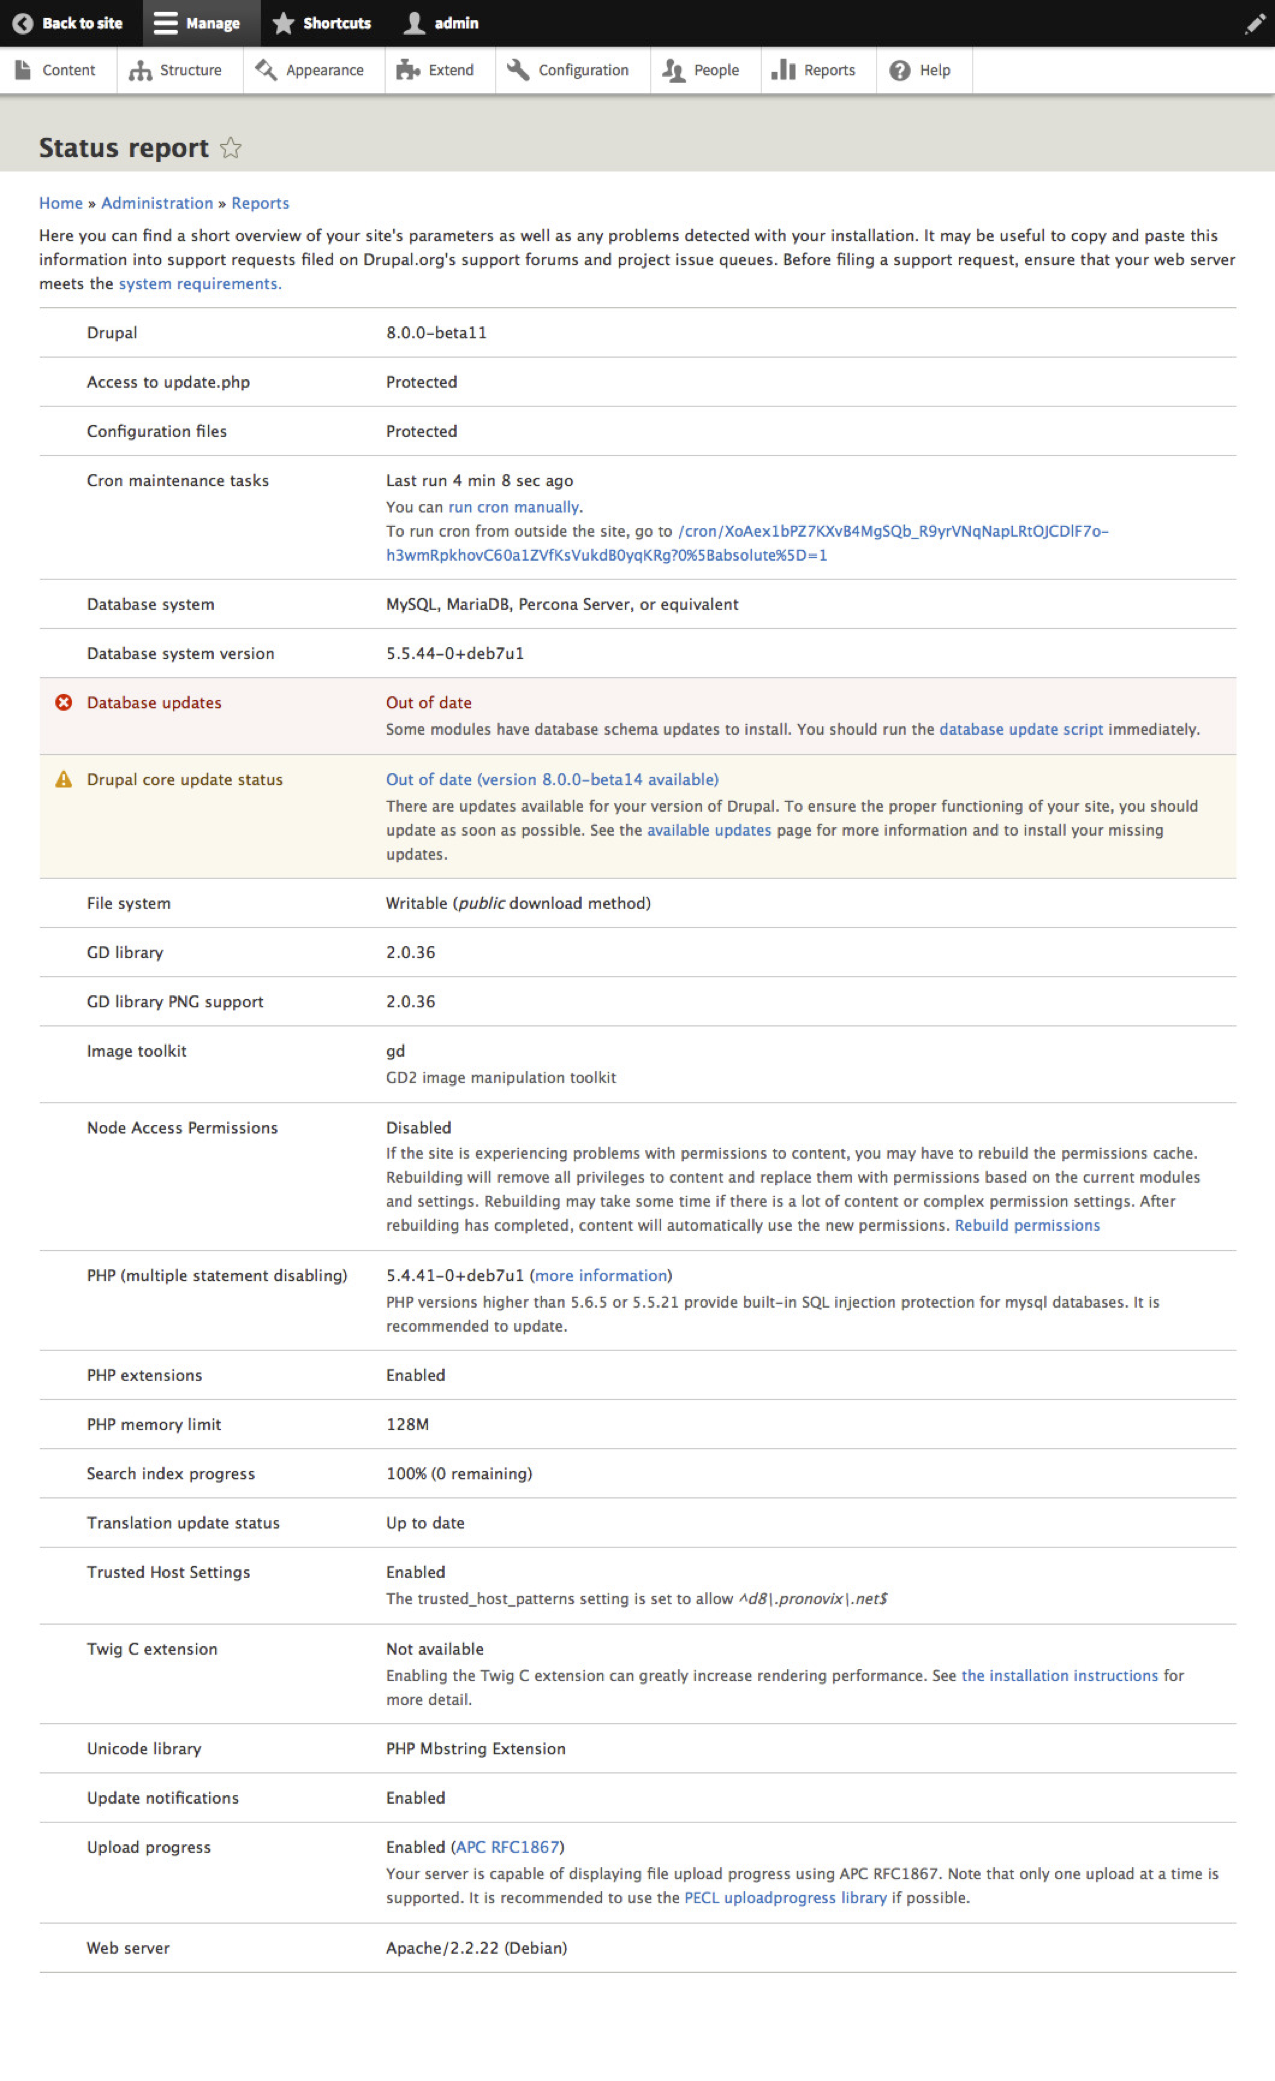 Back to site Manage Shortcuts admin
Content Structure Appearance Extend Configuration People Reports Help
Status report
Home » Administration » Reports
Here you can find a short overview of your site's parameters as well as any problems detected with your installation. It may be useful to copy and paste this
information into support requests filed on Drupal.org's support forums and project issue queues. Before filing a support request, ensure that your web server
meets the system requirements.
Drupal 8.0.0-beta11
Access to update.php Protected
Configuration files Protected
Cron maintenance tasks Last run 4 min 8 sec ago
You can run cron manually.
To run cron from outside the site, go to /cron/XoAex1bPZ7KXvB4MgSQb_R9yrVNqNapLRtOJCDlF7o-
h3wmRpkhovC60a1ZVfKsVukdB0yqKRg?0%5Babsolute%5D=1
Database system MySQL, MariaDB, Percona Server, or equivalent
Database system version 5.5.44-0+deb7u1
Database updates Out of date
Some modules have database schema updates to install. You should run the database update script immediately.
Drupal core update status Out of date (version 8.0.0-beta14 available)
There are updates available for your version of Drupal. To ensure the proper functioning of your site, you should
update as soon as possible. See the available updates page for more information and to install your missing
updates.
File system Writable (public download method)
GD library 2.0.36
GD library PNG support 2.0.36
Image toolkit gd
GD2 image manipulation toolkit
Node Access Permissions Disabled
If the site is experiencing problems with permissions to content, you may have to rebuild the permissions cache.
Rebuilding will remove all privileges to content and replace them with permissions based on the current modules
and settings. Rebuilding may take some time if there is a lot of content or complex permission settings. After
rebuilding has completed, content will automatically use the new permissions. Rebuild permissions
PHP (multiple statement disabling) 5.4.41-0+deb7u1 (more information)
PHP versions higher than 5.6.5 or 5.5.21 provide built-in SQL injection protection for mysql databases. It is
recommended to update.
PHP extensions Enabled
PHP memory limit 128M
Search index progress 100% (0 remaining)
Translation update status Up to date
Trusted Host Settings Enabled
The trusted_host_patterns setting is set to allow ^d8\.pronovix\.net$
Twig C extension Not available
Enabling the Twig C extension can greatly increase rendering performance. See the installation instructions for
more detail.
Unicode library PHP Mbstring Extension
Update notifications Enabled
Upload progress Enabled (APC RFC1867)
Your server is capable of displaying file upload progress using APC RFC1867. Note that only one upload at a time is
supported. It is recommended to use the PECL uploadprogress library if possible.
Web server Apache/2.2.22 (Debian)